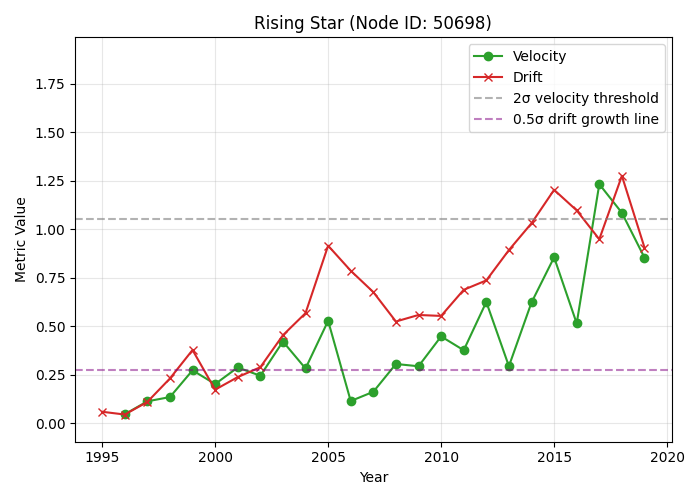 Rising Star (Node ID: 50698)
Velocity
Drift
2σ velocity threshold
0.5σ drift growth line
Metric Value
1.75
1.50
1.25
1.00
0.75
0.50
0.25
0.00
1995
2000
2005
2010
2015
2020
Year